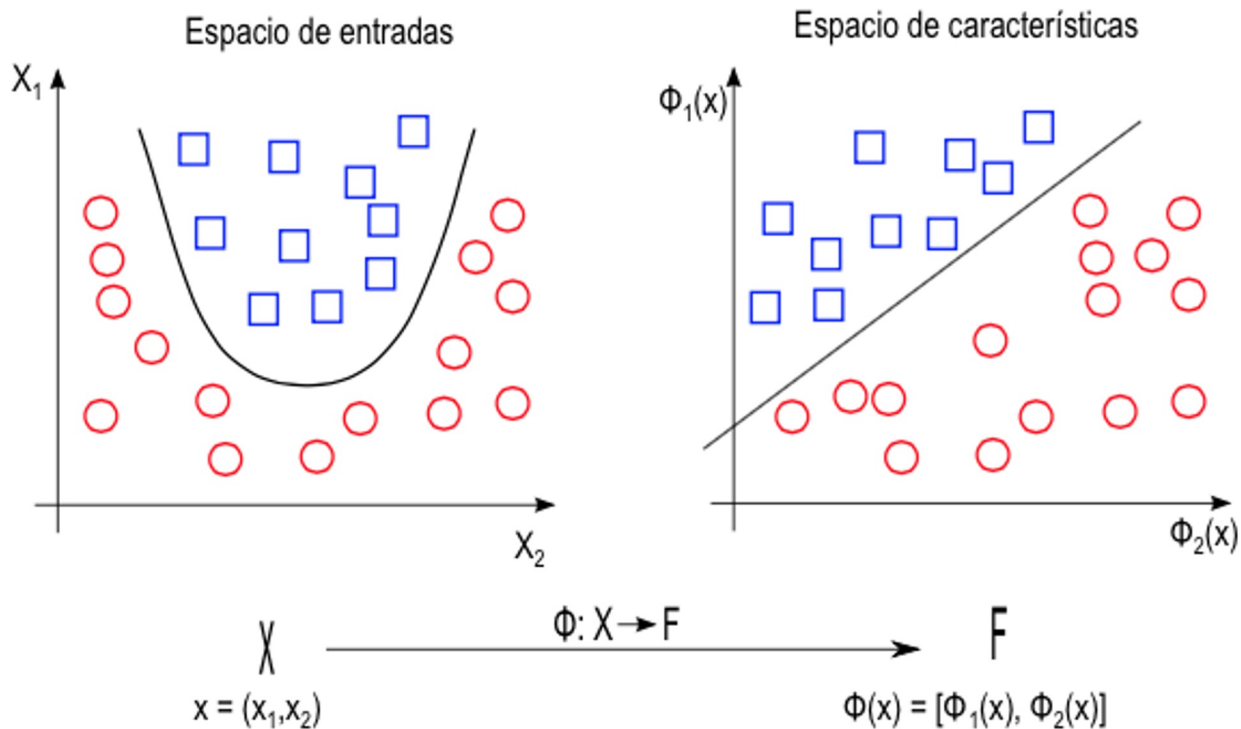 Espacio de entradas
X₁
X₂
Espacio de características
Φ₁(x)
Φ₂(x)
Φ: X→F
X
F
x = (x₁,x₂)
Φ(x) = [Φ₁(x), Φ₂(x)]